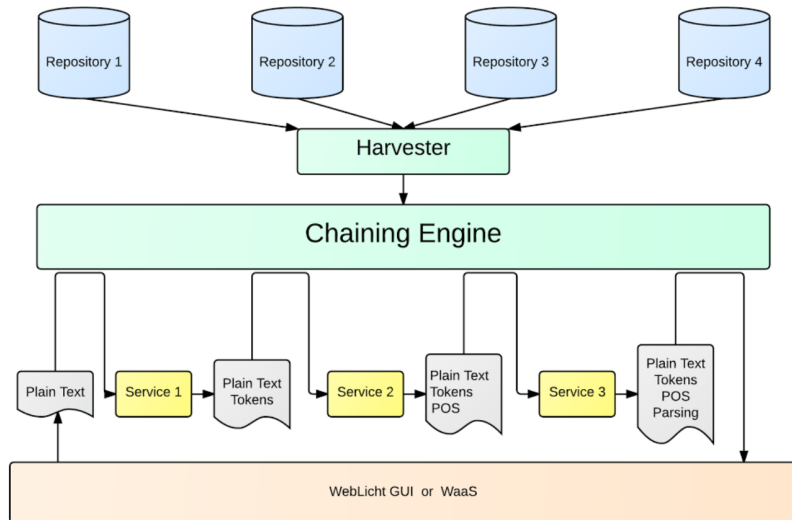 Repository 1
Repository 2
Repository 3
Repository 4
Harvester
Chaining Engine
Plain Text
Service 1
Plain Text
Tokens
Service 2
Plain Text
Tokens
POS
Service 3
Plain Text
Tokens
POS
Parsing
WebLicht GUI or WaaS